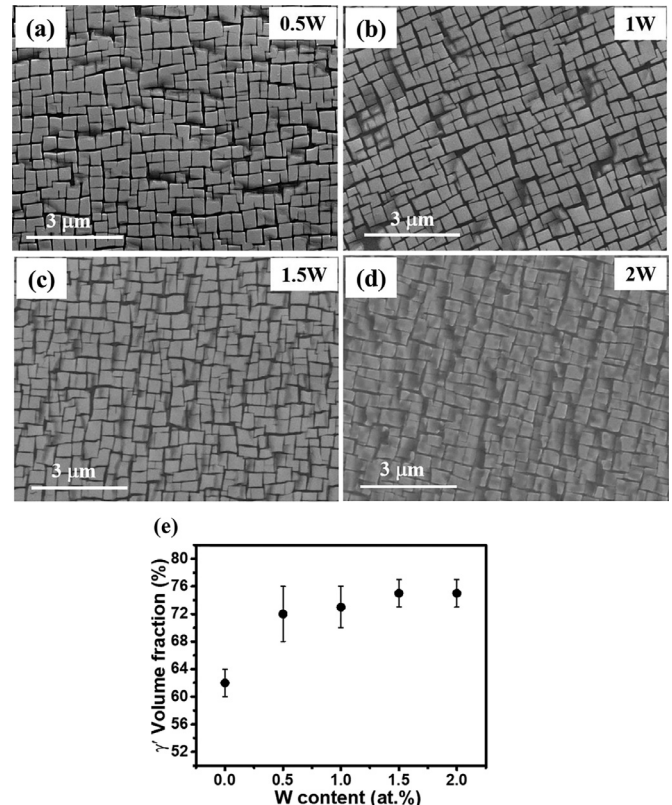 (a) 0.5W
(b) 1W
3 μm
3 μm
(c) 1.5W
(d) 2W
3 μm
3 μm
(e)
γ′ Volume fraction (%)
80
76
72
68
64
60
56
52
0.0 0.5 1.0 1.5 2.0
W content (at.%)